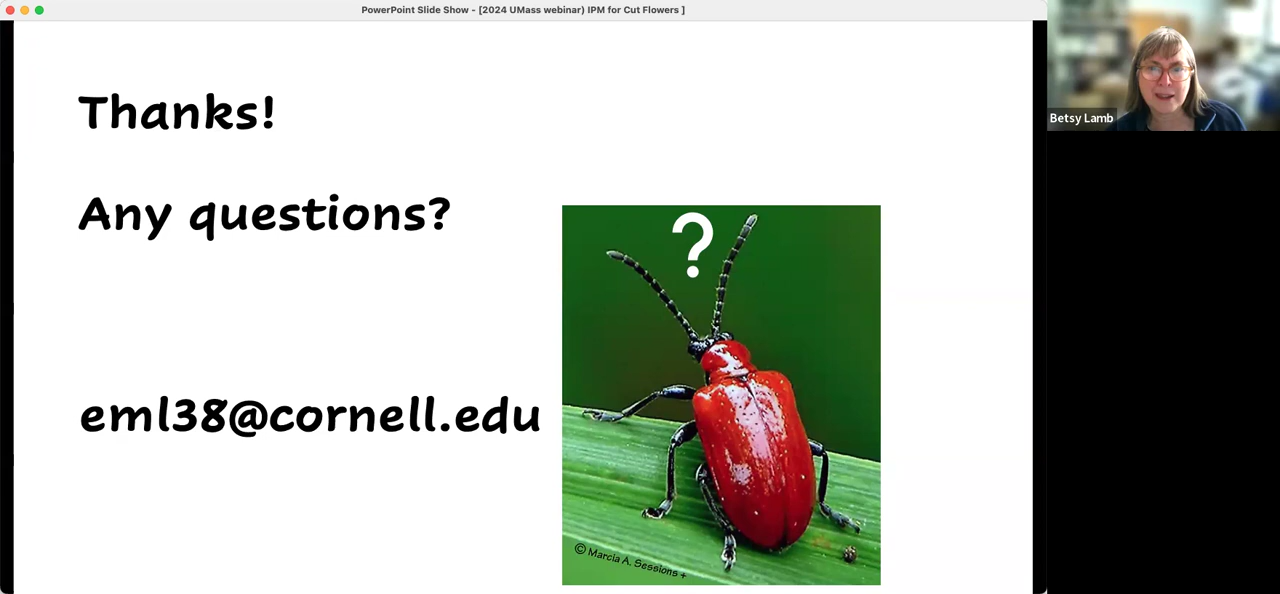 PowerPoint Slide Show - [2024 UMass webinar) IPM for Cut Flowers ]
Thanks!
Any questions?
?
eml38@cornell.edu
© Marcia A. Sessions +
Betsy Lamb